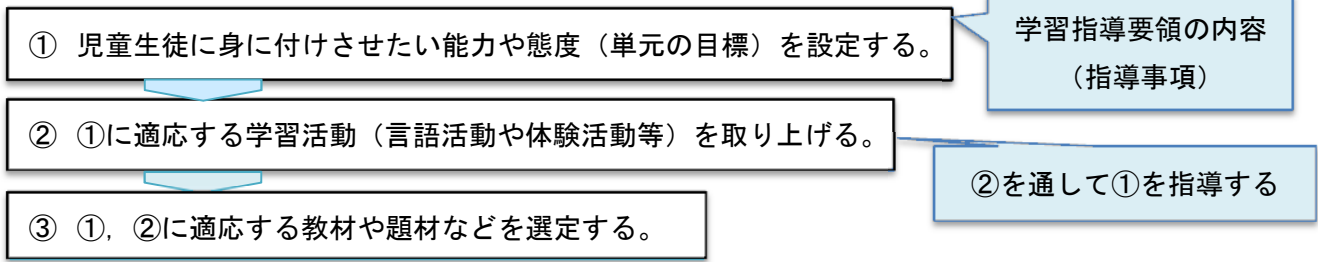 ① 児童生徒に身に付けさせたい能力や態度（単元の目標）を設定する。
学習指導要領の内容
（指導事項）
② ①に適応する学習活動（言語活動や体験活動等）を取り上げる。
②を通して①を指導する
③ ①，②に適応する教材や題材などを選定する。